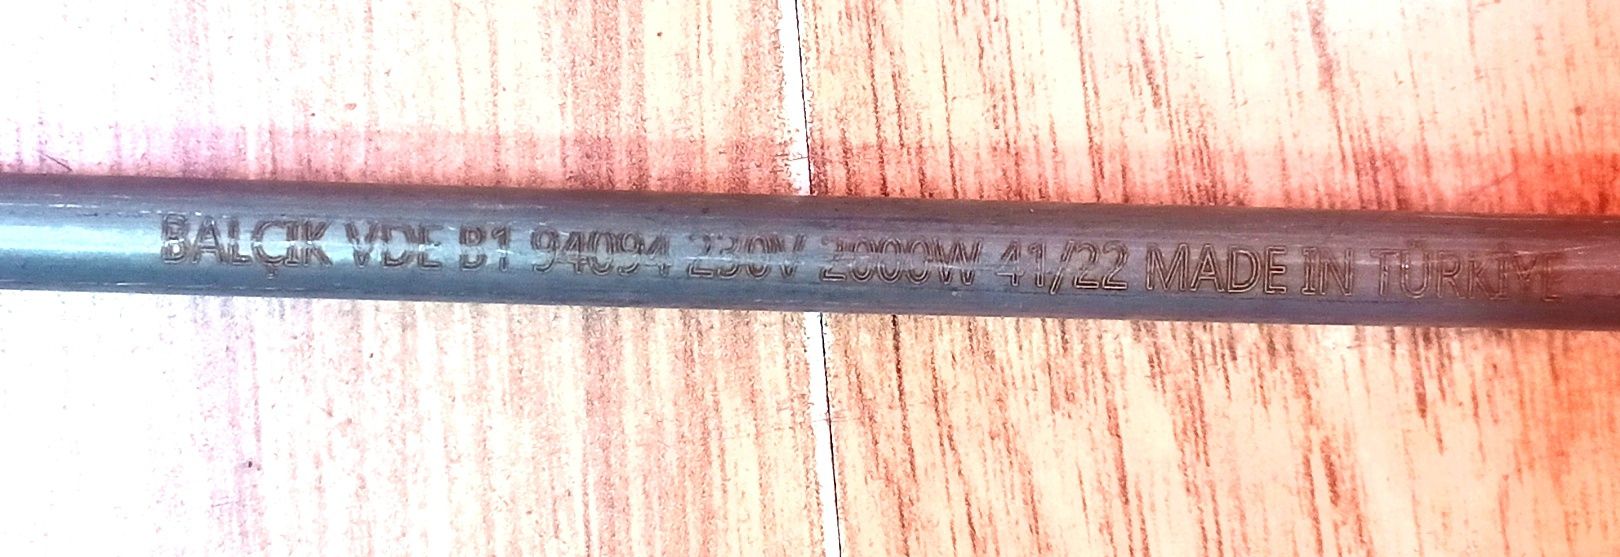 BALÇIK VDE B1 94094 230V 2000W 41/22 MADE IN TÜRKİYE